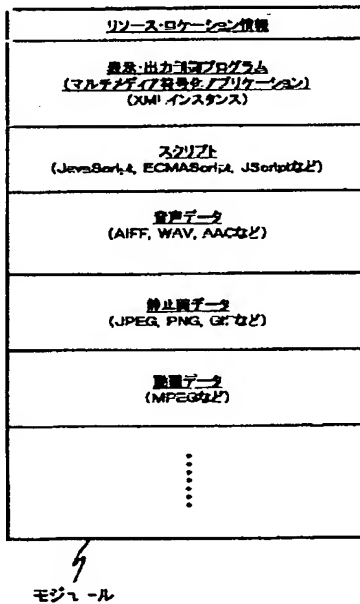 リソース・ロケーション情報
表示・出力制御プログラム
(マルチメディア符号化アプリケーション)
(XMLインスタンス)
スクリプト
(JavaScript, ECMAScript, JScriptなど)
音声データ
(AIFF, WAV, AACなど)
静止画データ
(JPEG, PNG, GIFなど)
動画データ
(MPEGなど)
モジュール